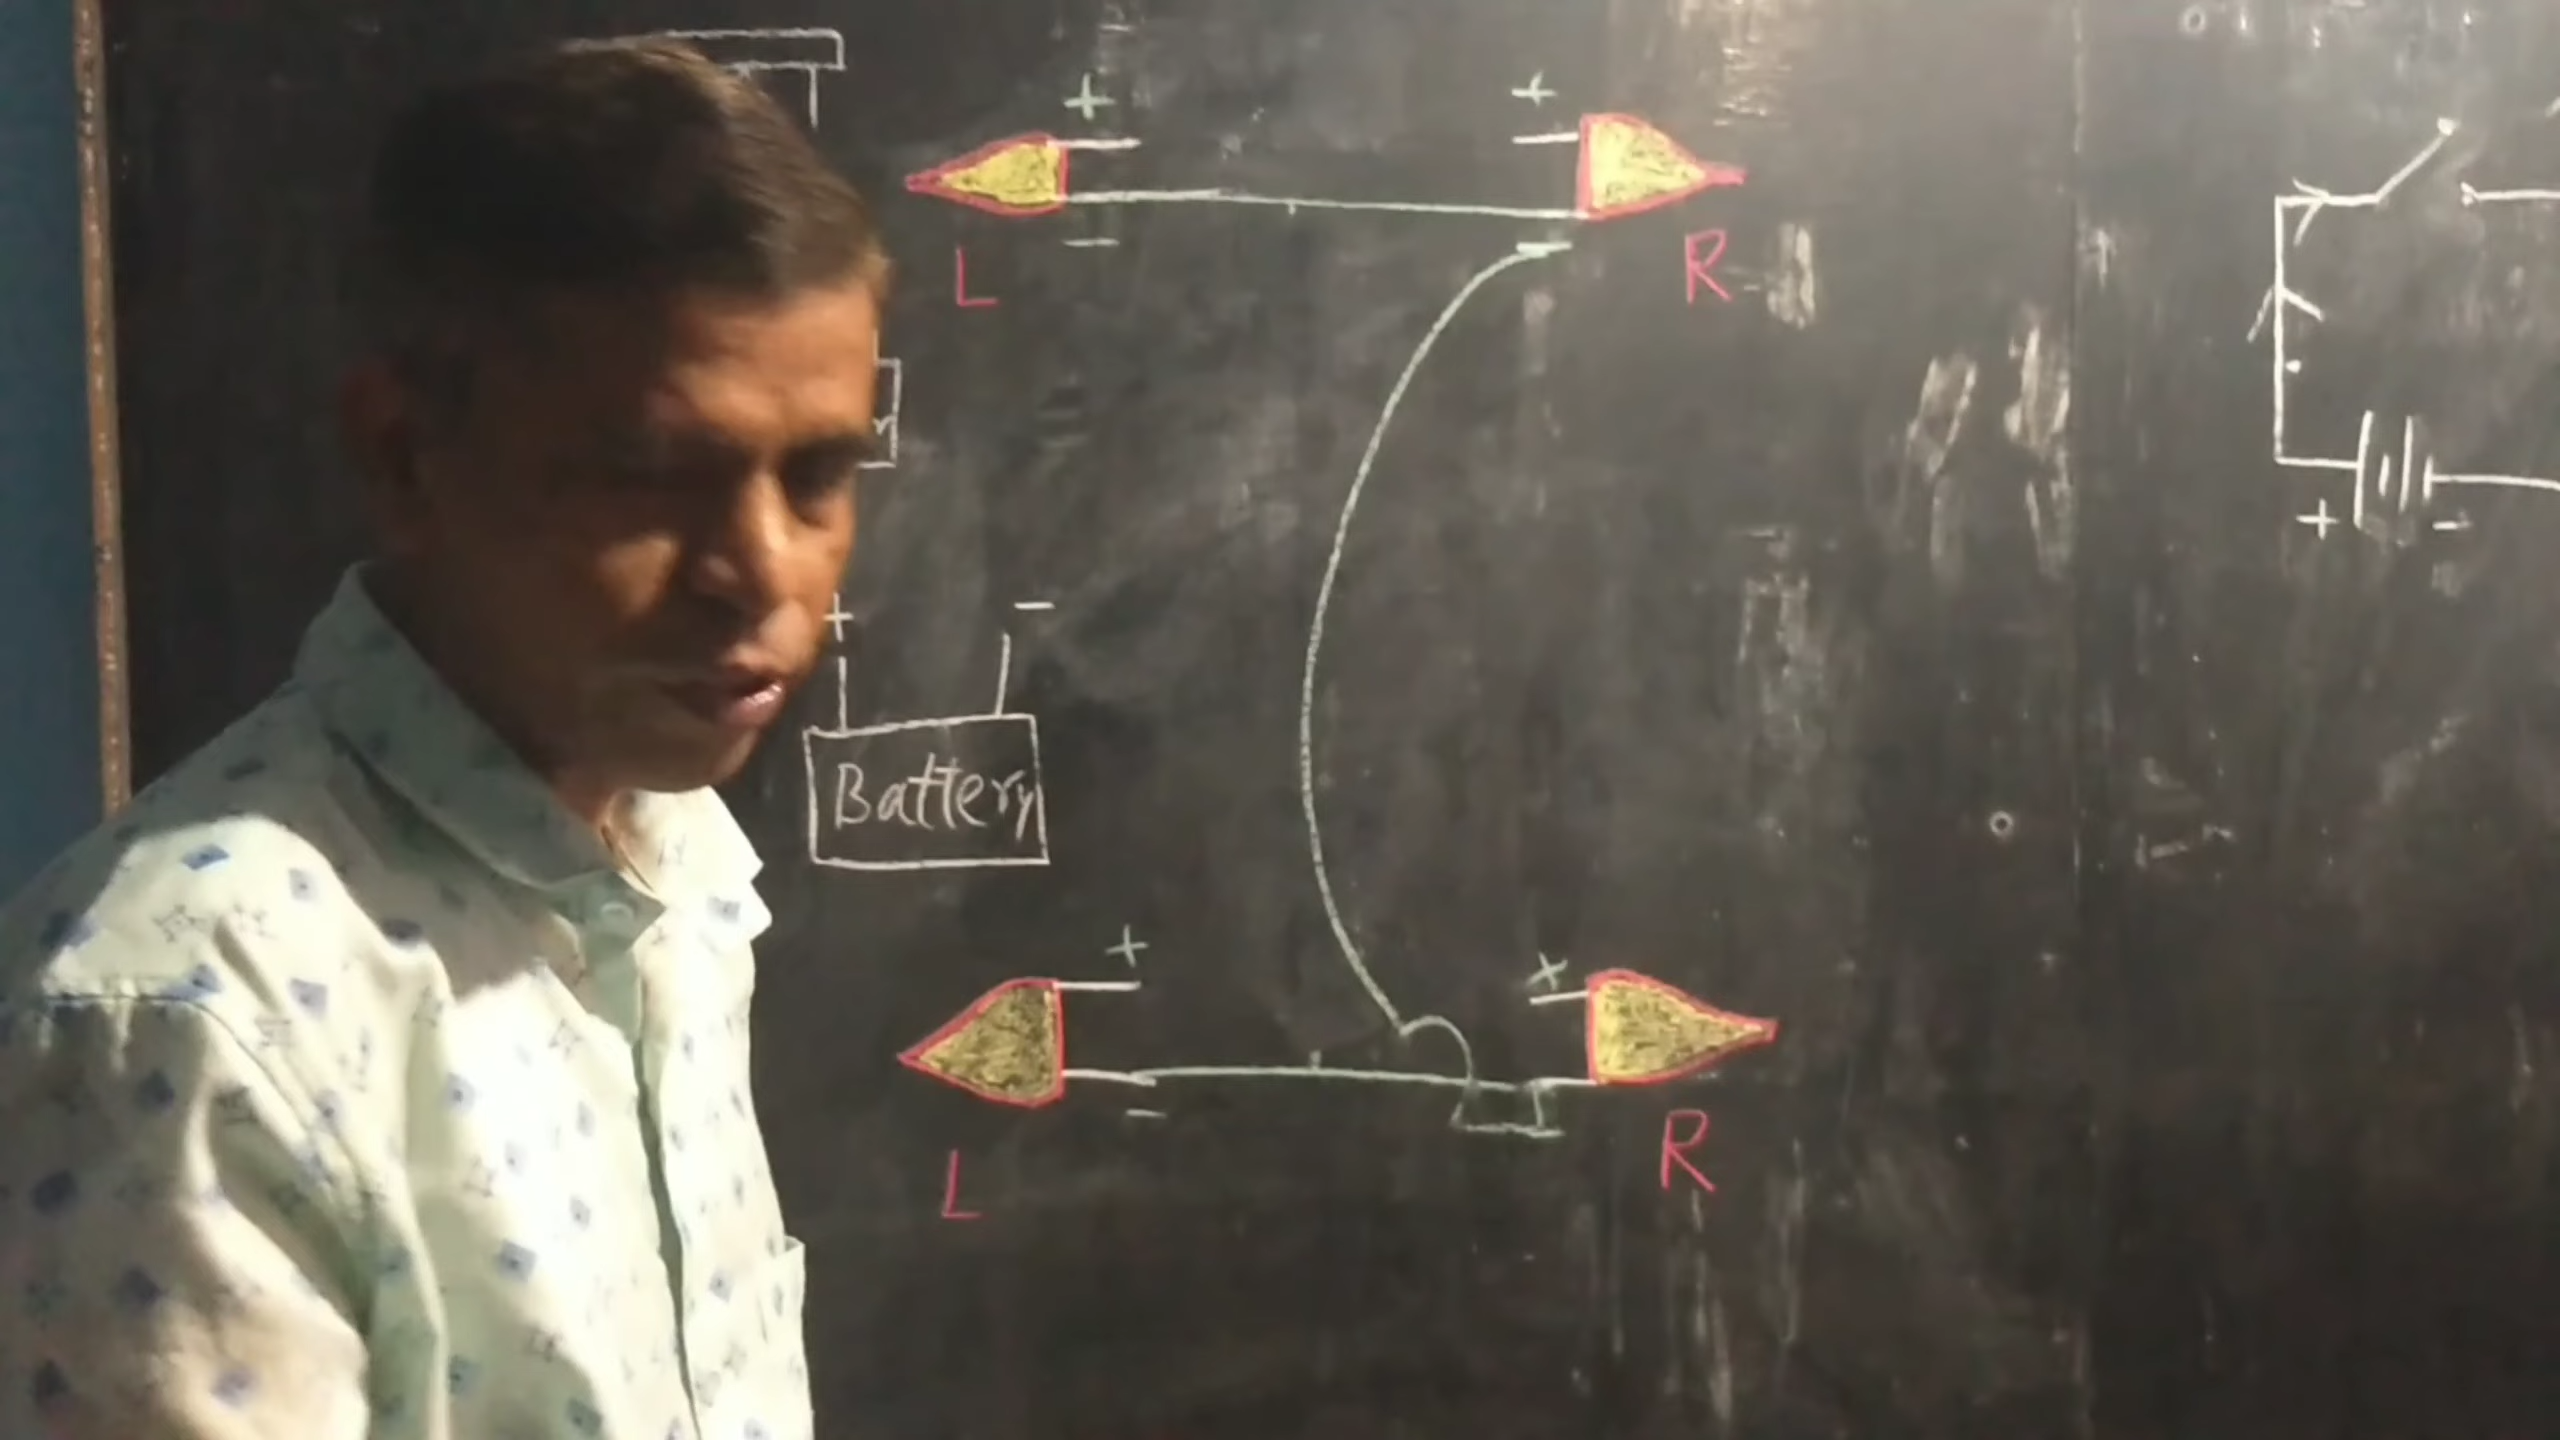 + +
L - - R
+ -
+ -
Battery
+ +
-
L R